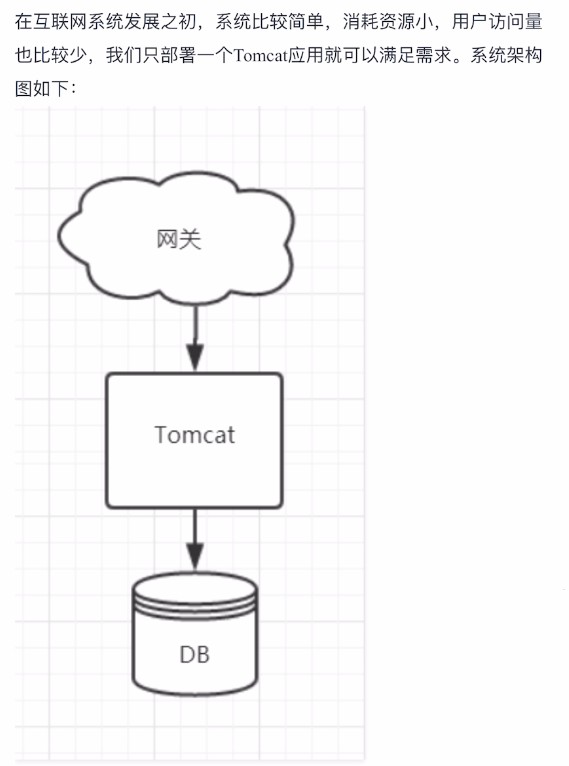 在互联网系统发展之初，系统比较简单，消耗资源小，用户访问量
也比较少，我们只部署一个Tomcat应用就可以满足需求。系统架构
图如下：
网关
Tomcat
DB